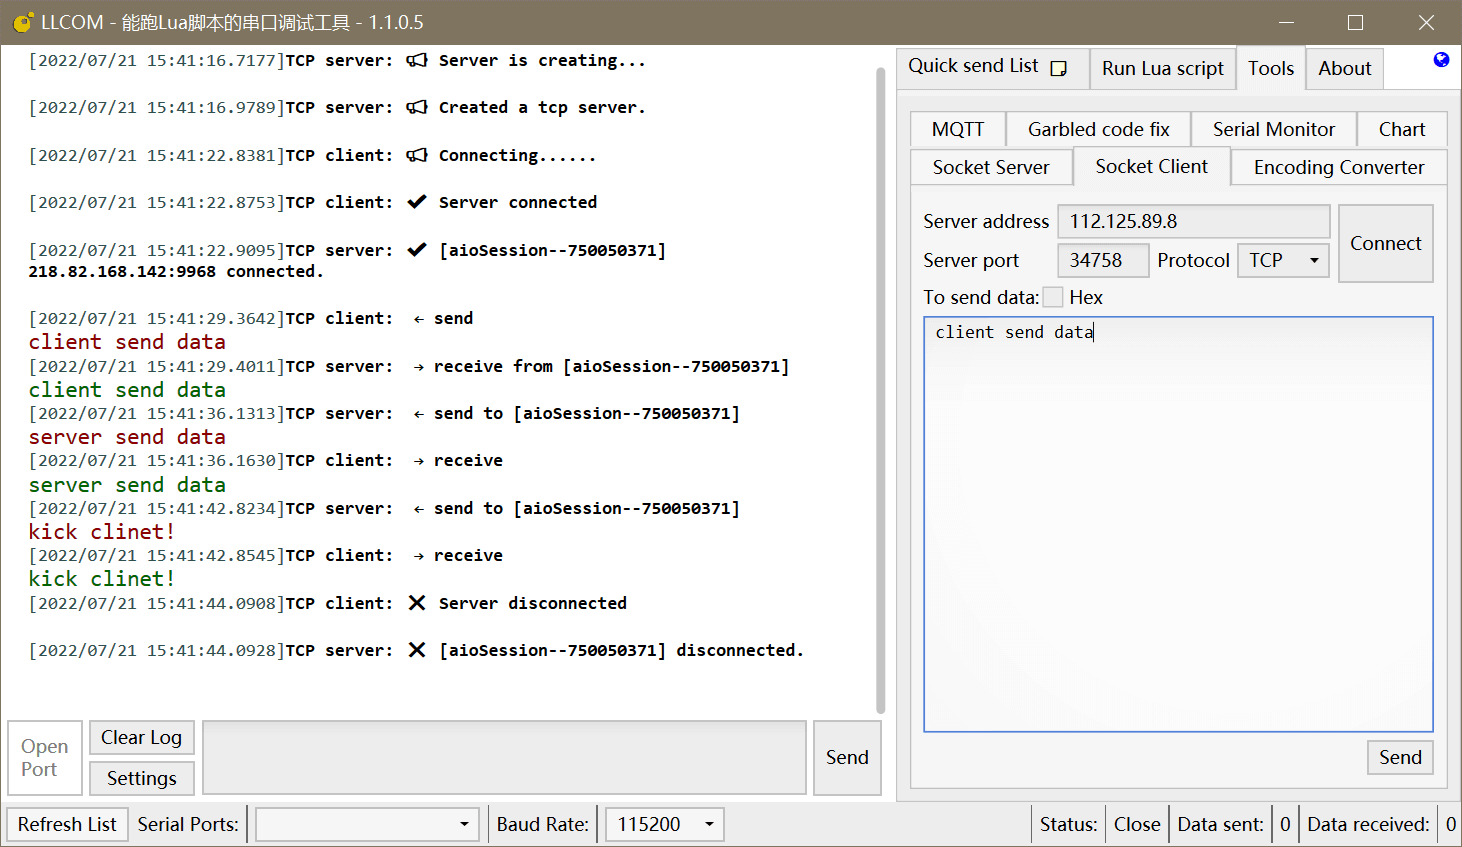 LLCOM - 能跑Lua脚本的串口调试工具 - 1.1.0.5
[2022/07/21 15:41:16.7177]TCP server: Server is creating...
[2022/07/21 15:41:16.9789]TCP server: Created a tcp server.
[2022/07/21 15:41:22.8381]TCP client: Connecting......
[2022/07/21 15:41:22.8753]TCP client: ✔ Server connected
[2022/07/21 15:41:22.9095]TCP server: ✔ [aioSession--750050371]
218.82.168.142:9968 connected.
[2022/07/21 15:41:29.3642]TCP client: ← send
client send data
[2022/07/21 15:41:29.4011]TCP server: → receive from [aioSession--750050371]
client send data
[2022/07/21 15:41:36.1313]TCP server: ← send to [aioSession--750050371]
server send data
[2022/07/21 15:41:36.1630]TCP client: → receive
server send data
[2022/07/21 15:41:42.8234]TCP server: ← send to [aioSession--750050371]
kick clinet!
[2022/07/21 15:41:42.8545]TCP client: → receive
kick clinet!
[2022/07/21 15:41:44.0908]TCP client: ✕ Server disconnected
[2022/07/21 15:41:44.0928]TCP server: ✕ [aioSession--750050371] disconnected.
Open Port
Clear Log
Settings
Send
Quick send List
Run Lua script
Tools
About
MQTT
Garbled code fix
Serial Monitor
Chart
Socket Server
Socket Client
Encoding Converter
Server address 112.125.89.8
Connect
Server port 34758 Protocol TCP
To send data: Hex
client send data
Send
Refresh List Serial Ports: Baud Rate: 115200 Status: Close Data sent: 0 Data received: 0